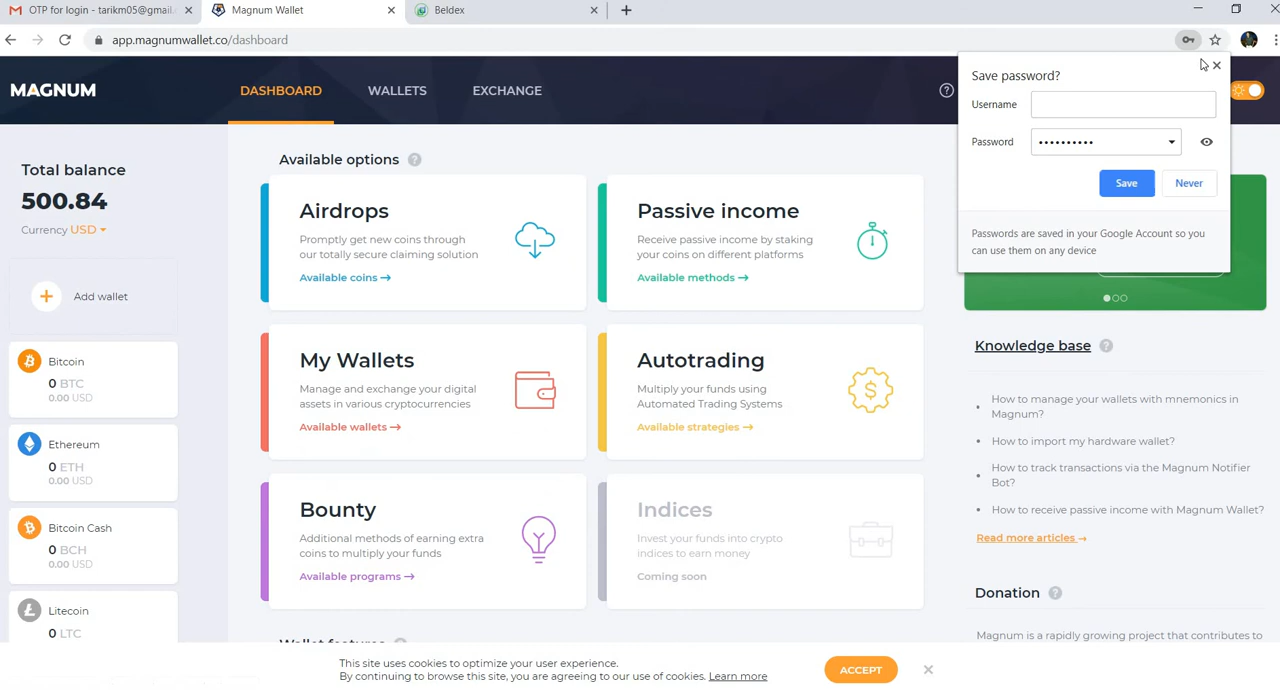 OTP for login - tarikm05@gmail.
Magnum Wallet
Beldex
app.magnumwallet.co/dashboard
MAGNUM
DASHBOARD
WALLETS
EXCHANGE
Save password?
Username
Password
Save
Never
Passwords are saved in your Google Account so you
can use them on any device
Total balance
500.84
Currency USD
Add wallet
Bitcoin
0 BTC
0.00 USD
Ethereum
0 ETH
0.00 USD
Bitcoin Cash
0 BCH
0.00 USD
Litecoin
0 LTC
Available options
Airdrops
Promptly get new coins through
our totally secure claiming solution
Available coins →
Passive income
Receive passive income by staking
your coins on different platforms
Available methods →
My Wallets
Manage and exchange your digital
assets in various cryptocurrencies
Available wallets →
Autotrading
Multiply your funds using
Automated Trading Systems
Available strategies →
Bounty
Additional methods of earning extra
coins to multiply your funds
Available programs →
Indices
Invest your funds into crypto
indices to earn money
Coming soon
Wallet features
Knowledge base
• How to manage your wallets with mnemonics in
Magnum?
• How to import my hardware wallet?
• How to track transactions via the Magnum Notifier
Bot?
• How to receive passive income with Magnum Wallet?
Read more articles →
Donation
Magnum is a rapidly growing project that contributes to
This site uses cookies to optimize your user experience.
By continuing to browse this site, you are agreeing to our use of cookies. Learn more
ACCEPT